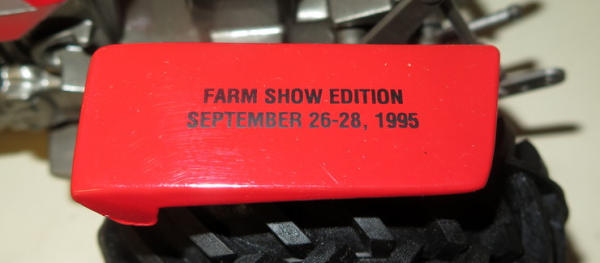 FARM SHOW EDITION
SEPTEMBER 26-28, 1995